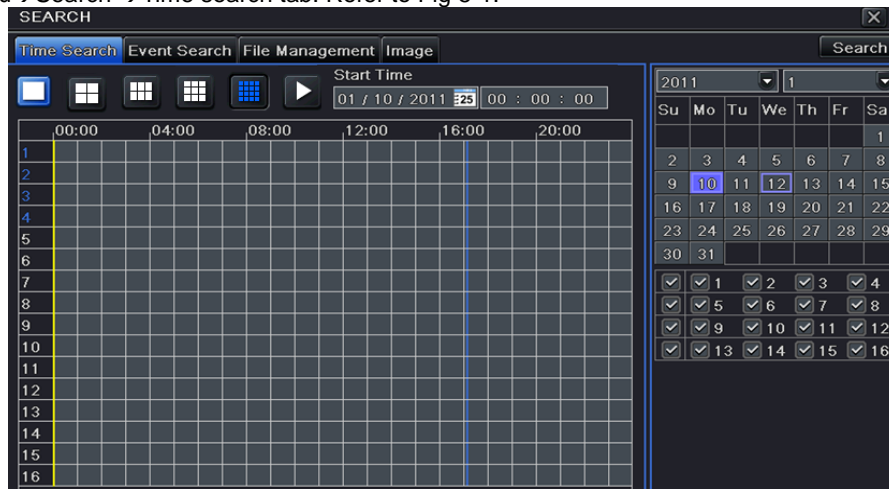 SEARCH
Time Search Event Search File Management Image Search
Start Time
01 / 10 / 2011 25 00 : 00 : 00
2011 1
Su Mo Tu We Th Fr Sa
1
2 3 4 5 6 7 8
9 10 11 12 13 14 15
16 17 18 19 20 21 22
23 24 25 26 27 28 29
30 31
00:00 04:00 08:00 12:00 16:00 20:00
1
2
3
4
5
6
7
8
9
10
11
12
13
14
15
16
1 2 3 4
5 6 7 8
9 10 11 12
13 14 15 16